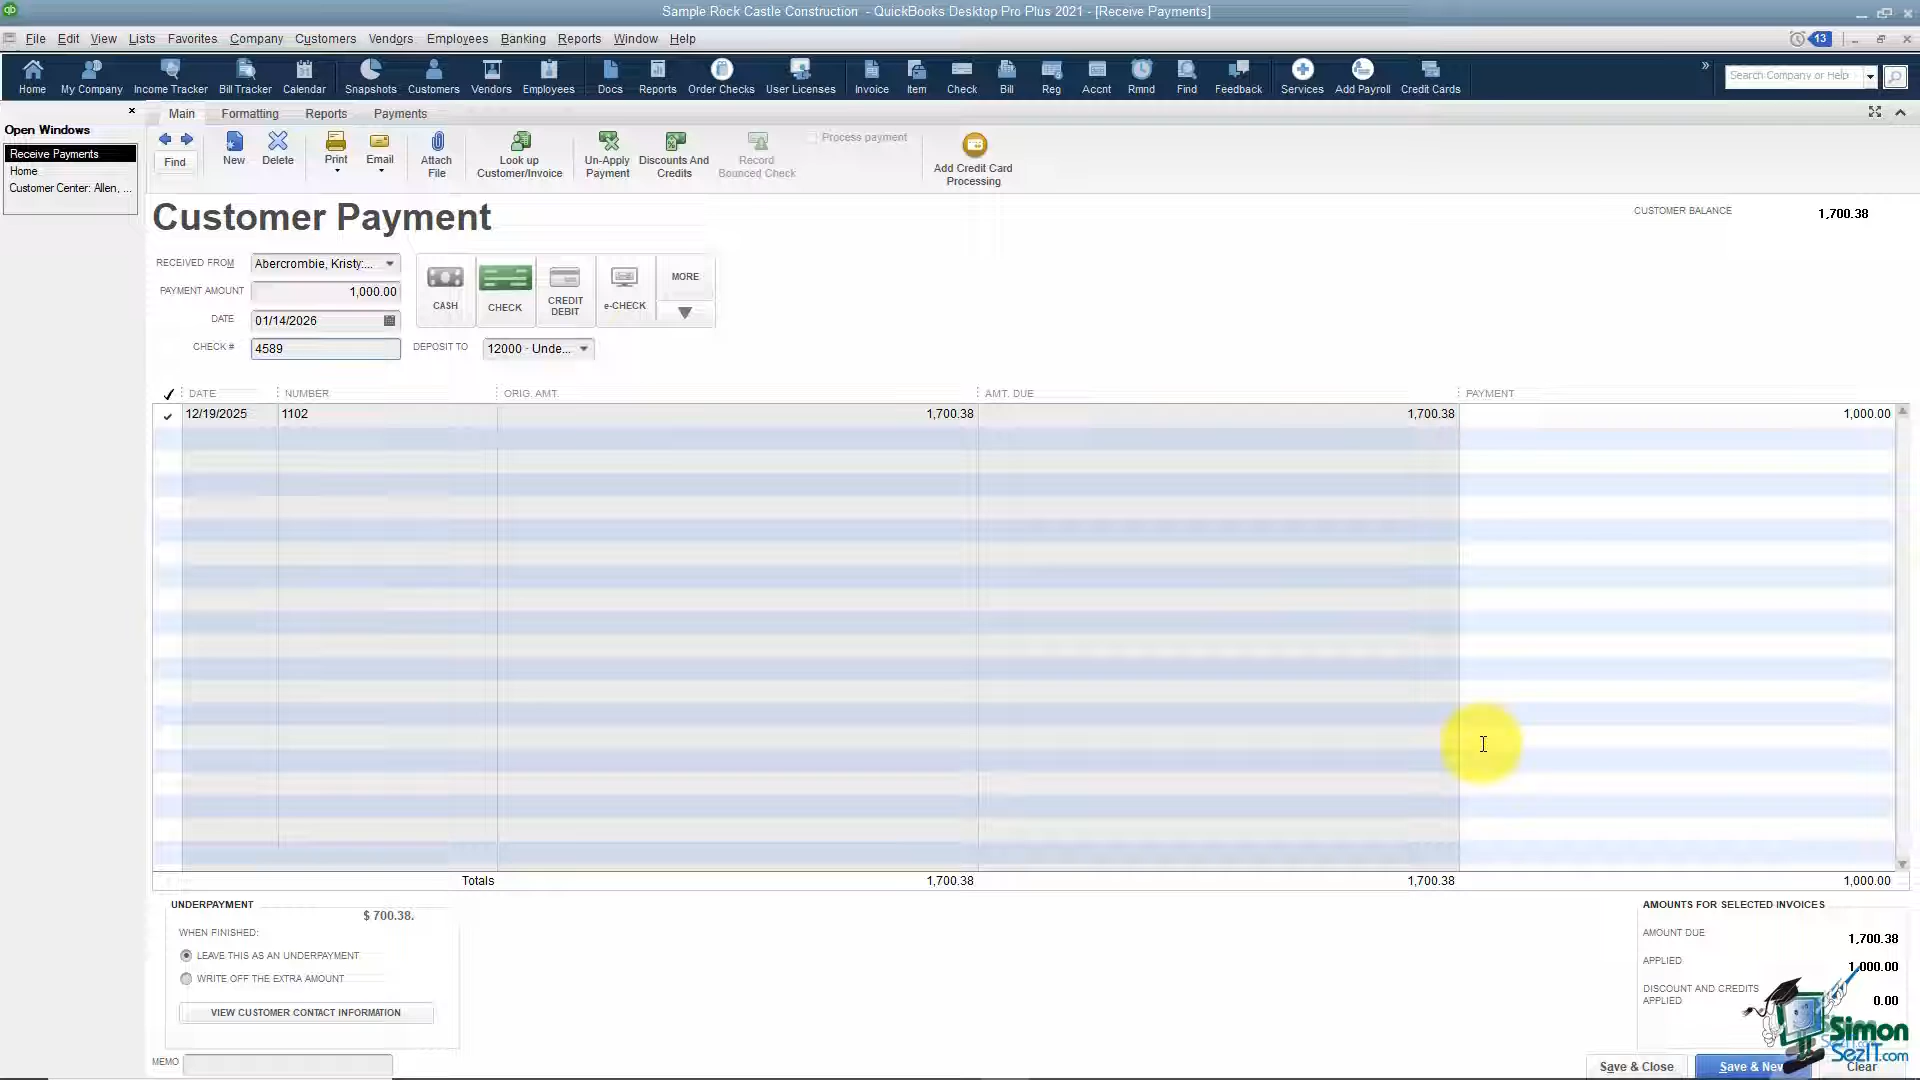 qb
Sample Rock Castle Construction - QuickBooks Desktop Pro Plus 2021 - [Receive Payments]
File Edit View Lists Favorites Company Customers Vendors Employees Banking Reports Window Help
13
Home My Company Income Tracker Bill Tracker Calendar Snapshots Customers Vendors Employees Docs Reports Order Checks User Licenses Invoice Item Check Bill Reg Accnt Rmnd Find Feedback Services Add Payroll Credit Cards
» Search Company or Help
Open Windows
Receive Payments
Home
Customer Center: Allen, ...
Main Formatting Reports Payments
Find
New
Delete
Print
Email
Attach
File
Look up
Customer/Invoice
Un-Apply
Payment
Discounts And
Credits
Record
Bounced Check
Process payment
Add Credit Card
Processing
Customer Payment
CUSTOMER BALANCE 1,700.38
RECEIVED FROM Abercrombie, Kristy:...
PAYMENT AMOUNT 1,000.00
DATE 01/14/2026
CHECK # 4589
CASH
CHECK
CREDIT
DEBIT
e-CHECK
MORE
DEPOSIT TO 12000 · Unde...
DATE NUMBER ORIG. AMT. AMT. DUE PAYMENT
12/19/2025 1102 1,700.38 1,700.38 1,000.00
Totals 1,700.38 1,700.38 1,000.00
UNDERPAYMENT
$ 700.38.
WHEN FINISHED:
LEAVE THIS AS AN UNDERPAYMENT
WRITE OFF THE EXTRA AMOUNT
VIEW CUSTOMER CONTACT INFORMATION
MEMO
AMOUNTS FOR SELECTED INVOICES
AMOUNT DUE 1,700.38
APPLIED 1,000.00
DISCOUNT AND CREDITS
APPLIED 0.00
Simon
SezIT.com
Save & Close
Save & New
Clear